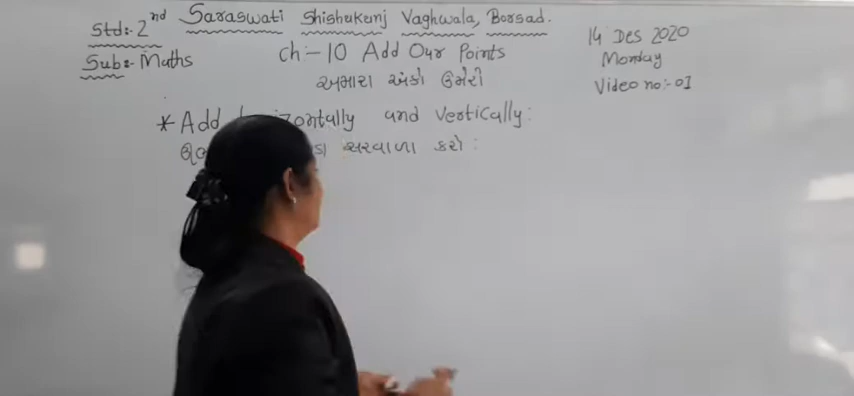 Std:- 2nd Saraswati Shishukunj Vaghwala, Borsad.
14 Des 2020
Sub:- Maths
Ch:-10 Add Our Points
Monday
અમારા અંકો ઉમેરો
Video no:-01
* Add and Vertically:
સરવાળા કરો :